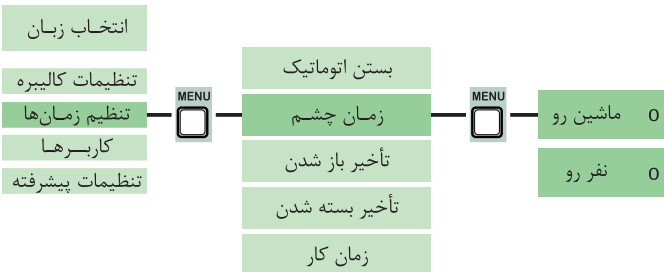 انتخاب زبان
تنظیمات کالیبره
تنظیم زمان‌ها
کاربرها
تنظیمات پیشرفته
MENU
بستن اتوماتیک
زمان چشم
تأخیر باز شدن
تأخیر بسته شدن
زمان کار
MENU
ماشین رو 0
نفر رو 0